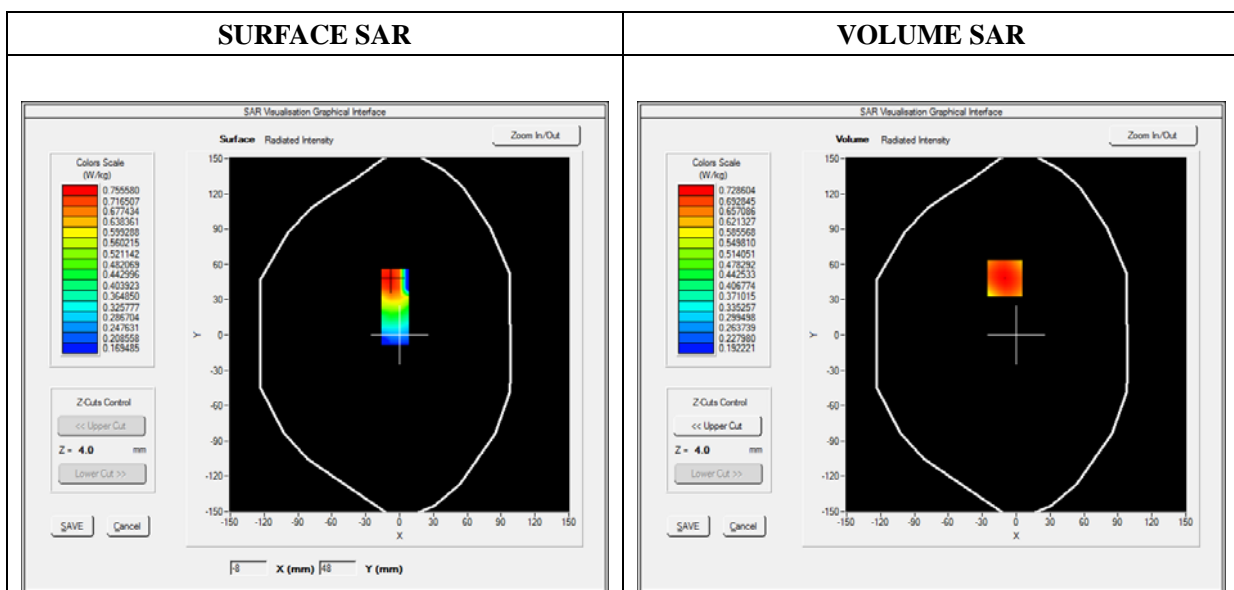 SURFACE SAR
VOLUME SAR
SAR Visualisation Graphical Interface
Surface Radiated Intensity
Zoom In/Out
Colors Scale
(W/kg)
0.755580
0.716507
0.677434
0.638361
0.599288
0.560215
0.521142
0.482069
0.442996
0.403923
0.364850
0.325777
0.286704
0.247631
0.208558
0.169485
150
120
90
60
30
0
-30
-60
-90
-120
-150
Y
-150 -120 -90 -60 -30 0 30 60 90 120 150
X
Z-Cuts Control
<< Upper Cut
Z = 4.0 mm
Lower Cut >>
SAVE Cancel
-8 X (mm) 48 Y (mm)
SAR Visualisation Graphical Interface
Volume Radiated Intensity
Zoom In/Out
Colors Scale
(W/kg)
0.728604
0.692845
0.657086
0.621327
0.585568
0.549810
0.514051
0.478292
0.442533
0.406774
0.371015
0.335257
0.299498
0.263739
0.227980
0.192221
150
120
90
60
30
0
-30
-60
-90
-120
-150
Y
-150 -120 -90 -60 -30 0 30 60 90 120 150
X
Z-Cuts Control
<< Upper Cut
Z = 4.0 mm
Lower Cut >>
SAVE Cancel